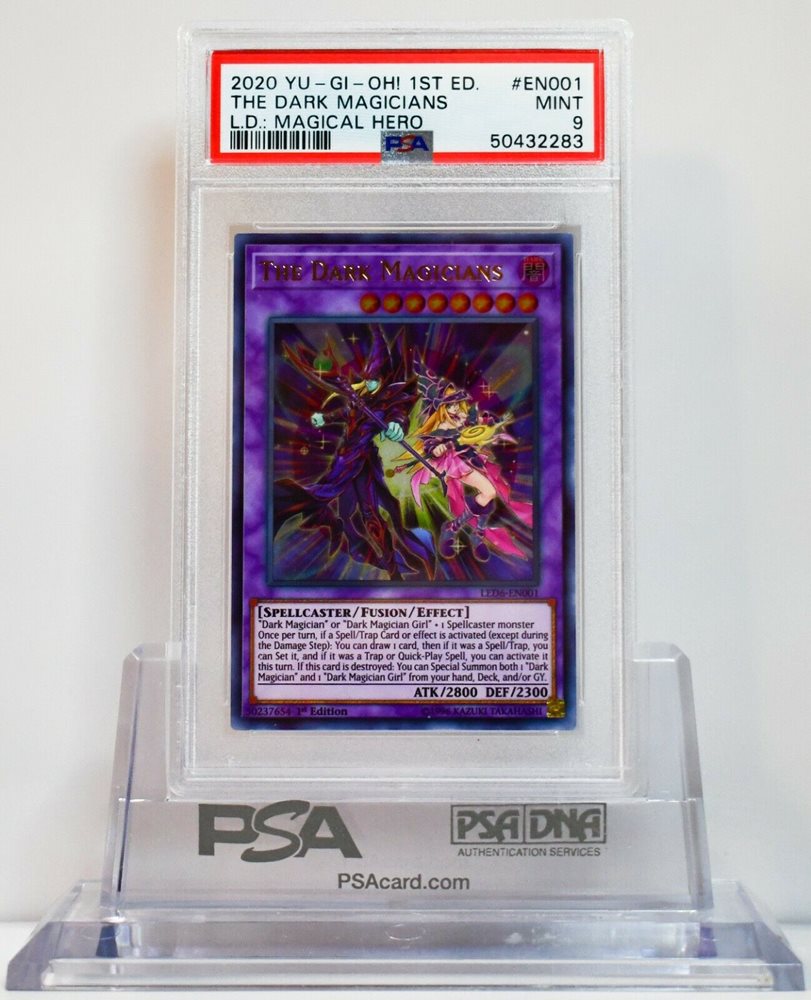 2020 YU-GI-OH! 1ST ED. #EN001
THE DARK MAGICIANS MINT
L.D.: MAGICAL HERO 9
PSA 50432283
THE DARK MAGICIANS
DARK
闇
LED6-EN001
[SPELLCASTER/FUSION/EFFECT]
"Dark Magician" or "Dark Magician Girl" + 1 Spellcaster monster
Once per turn, if a Spell/Trap Card or effect is activated (except during
the Damage Step): You can draw 1 card, then if it was a Spell/Trap, you
can Set it, and if it was a Trap or Quick-Play Spell, you can activate it
this turn. If this card is destroyed: You can Special Summon both 1 "Dark
Magician" and 1 "Dark Magician Girl" from your hand, Deck, and/or GY.
ATK/2800 DEF/2300
50237654 1st Edition ©1996 KAZUKI TAKAHASHI
PSA PSA DNA
AUTHENTICATION SERVICES
PSAcard.com